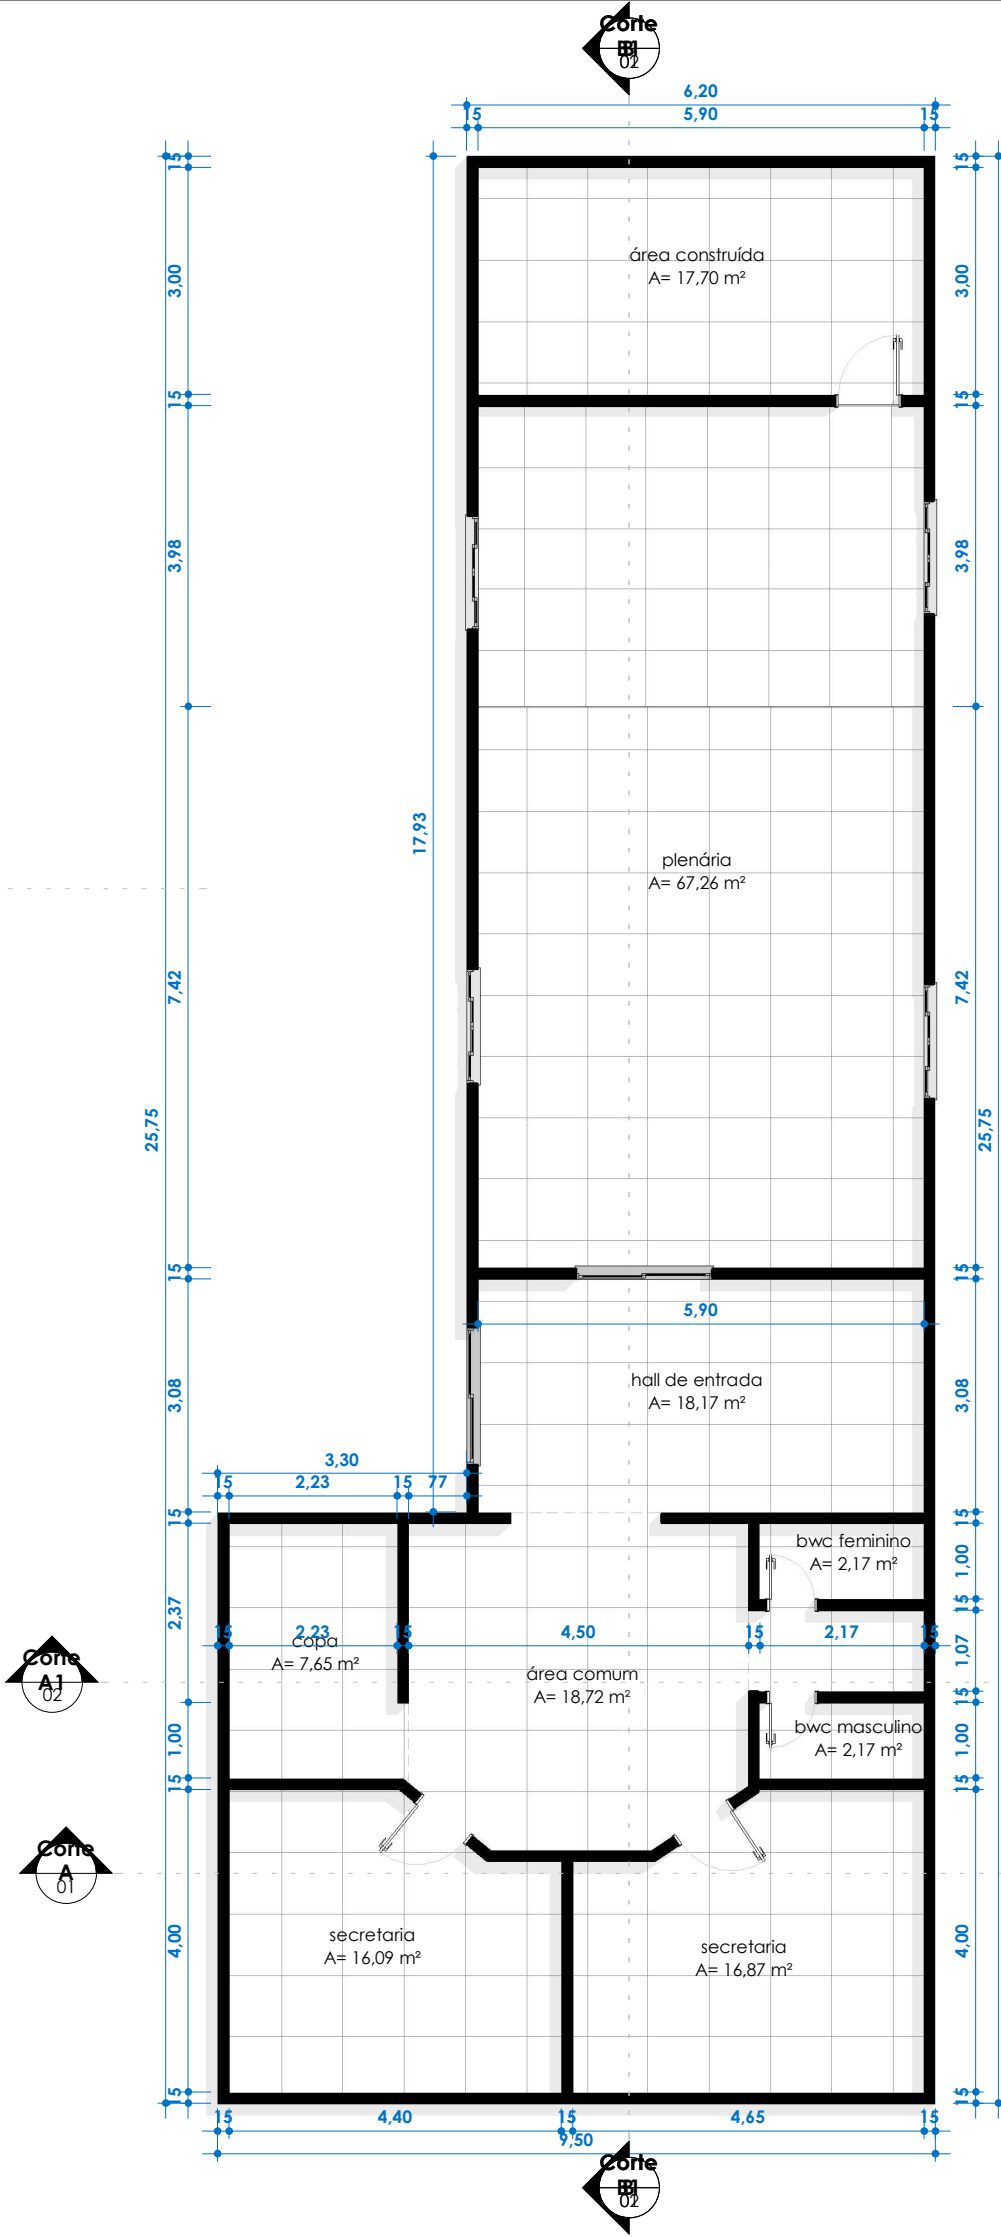 Corte
B1
02
6,20
15
5,90
15
15
15
3,00
área construída
A= 17,70 m²
3,00
15
15
3,98
3,98
17,93
plenária
A= 67,26 m²
7,42
7,42
25,75
25,75
15
15
5,90
3,08
hall de entrada
A= 18,17 m²
3,08
3,30
15
2,23
15
77
15
15
bwc feminino
A= 2,17 m²
1,00
2,37
15
15
2,23
15
4,50
15
2,17
15
1,07
copa
A= 7,65 m²
área comum
A= 18,72 m²
Corte
A1
02
15
bwc masculino
A= 2,17 m²
1,00
1,00
15
15
Corte
A
01
secretaria
A= 16,09 m²
secretaria
A= 16,87 m²
4,00
4,00
15
15
15
4,40
15
4,65
15
9,50
Corte
B1
02